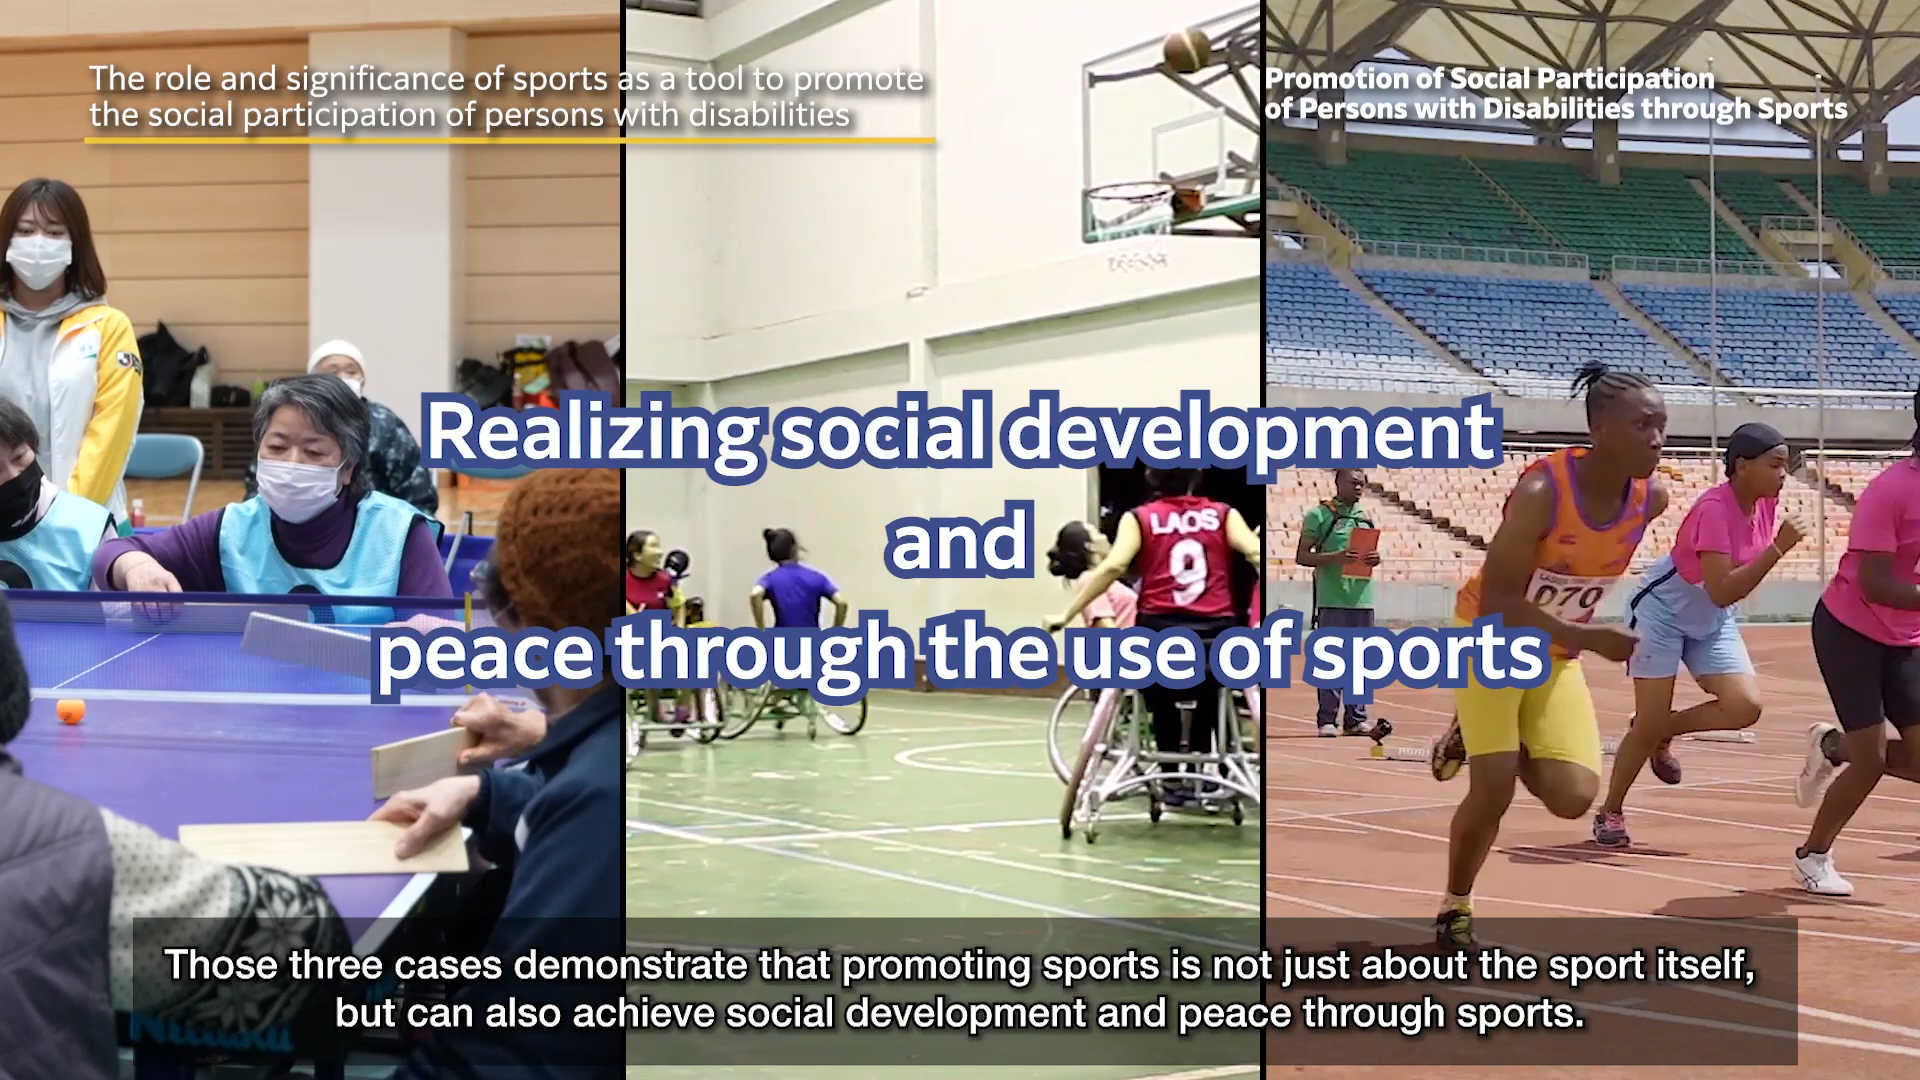 The role and significance of sports as a tool to promote
the social participation of persons with disabilities
Promotion of Social Participation
of Persons with Disabilities through Sports
Realizing social development
and
peace through the use of sports
LAOS
9
070
Those three cases demonstrate that promoting sports is not just about the sport itself,
but can also achieve social development and peace through sports.